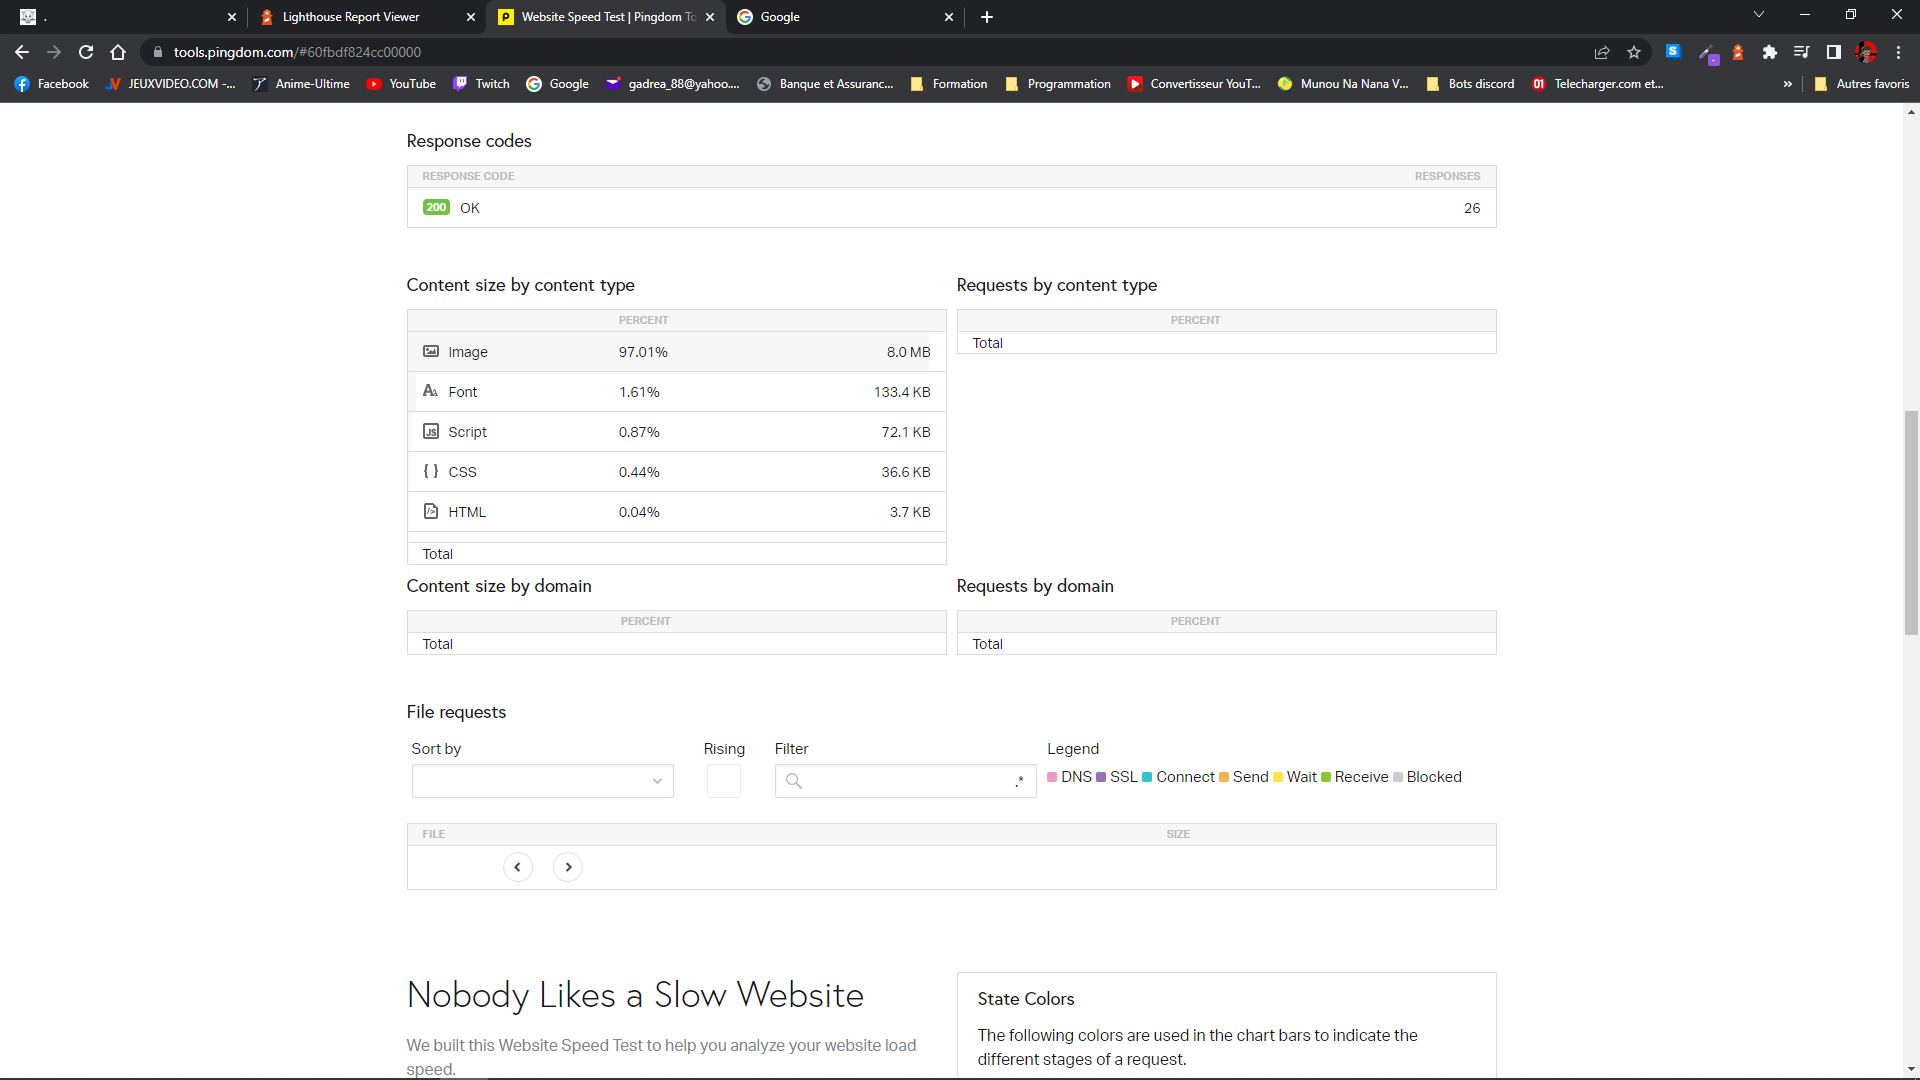 .
Lighthouse Report Viewer
Website Speed Test | Pingdom To
Google
tools.pingdom.com/#60fbdf824cc00000
Facebook
JEUXVIDEO.COM -...
Anime-Ultime
YouTube
Twitch
Google
gadrea_88@yahoo....
Banque et Assuranc...
Formation
Programmation
Convertisseur YouT...
Munou Na Nana V...
Bots discord
Telecharger.com et...
»
Autres favoris
Response codes
RESPONSE CODE RESPONSES
200 OK 26
Content size by content type
PERCENT
Image 97.01% 8.0 MB
Font 1.61% 133.4 KB
Script 0.87% 72.1 KB
CSS 0.44% 36.6 KB
HTML 0.04% 3.7 KB
Total
Requests by content type
PERCENT
Total
Content size by domain
PERCENT
Total
Requests by domain
PERCENT
Total
File requests
Sort by
Rising
Filter
.*
Legend
DNS SSL Connect Send Wait Receive Blocked
FILE SIZE
Nobody Likes a Slow Website
We built this Website Speed Test to help you analyze your website load
speed.
State Colors
The following colors are used in the chart bars to indicate the
different stages of a request.